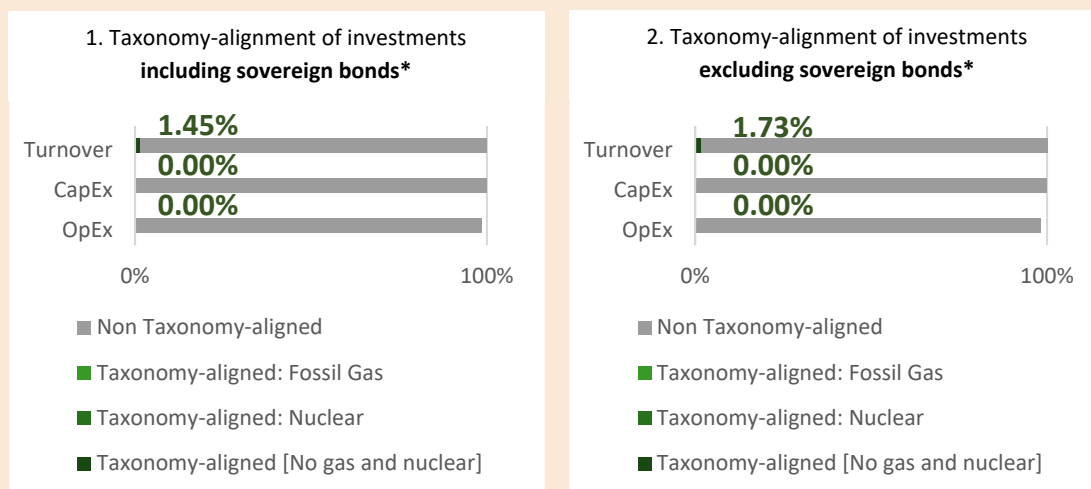 1. Taxonomy-alignment of investments
including sovereign bonds*
1.45%
Turnover
0.00%
CapEx
0.00%
OpEx
0%
100%
Non Taxonomy-aligned
Taxonomy-aligned: Fossil Gas
Taxonomy-aligned: Nuclear
Taxonomy-aligned [No gas and nuclear]
2. Taxonomy-alignment of investments
excluding sovereign bonds*
1.73%
Turnover
0.00%
CapEx
0.00%
OpEx
0%
100%
Non Taxonomy-aligned
Taxonomy-aligned: Fossil Gas
Taxonomy-aligned: Nuclear
Taxonomy-aligned [No gas and nuclear]